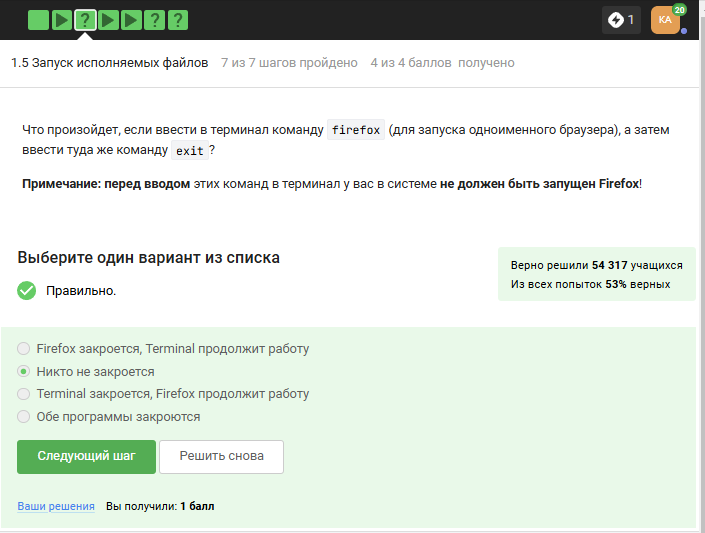 ? ? ? 1 KA 20
1.5 Запуск исполняемых файлов 7 из 7 шагов пройдено 4 из 4 баллов получено
Что произойдет, если ввести в терминал команду firefox (для запуска одноименного браузера), а затем
ввести туда же команду exit ?
Примечание: перед вводом этих команд в терминал у вас в системе не должен быть запущен Firefox!
Выберите один вариант из списка
Правильно.
Верно решили 54 317 учащихся
Из всех попыток 53% верных
Firefox закроется, Terminal продолжит работу
Никто не закроется
Terminal закроется, Firefox продолжит работу
Обе программы закроются
Следующий шаг Решить снова
Ваши решения Вы получили: 1 балл